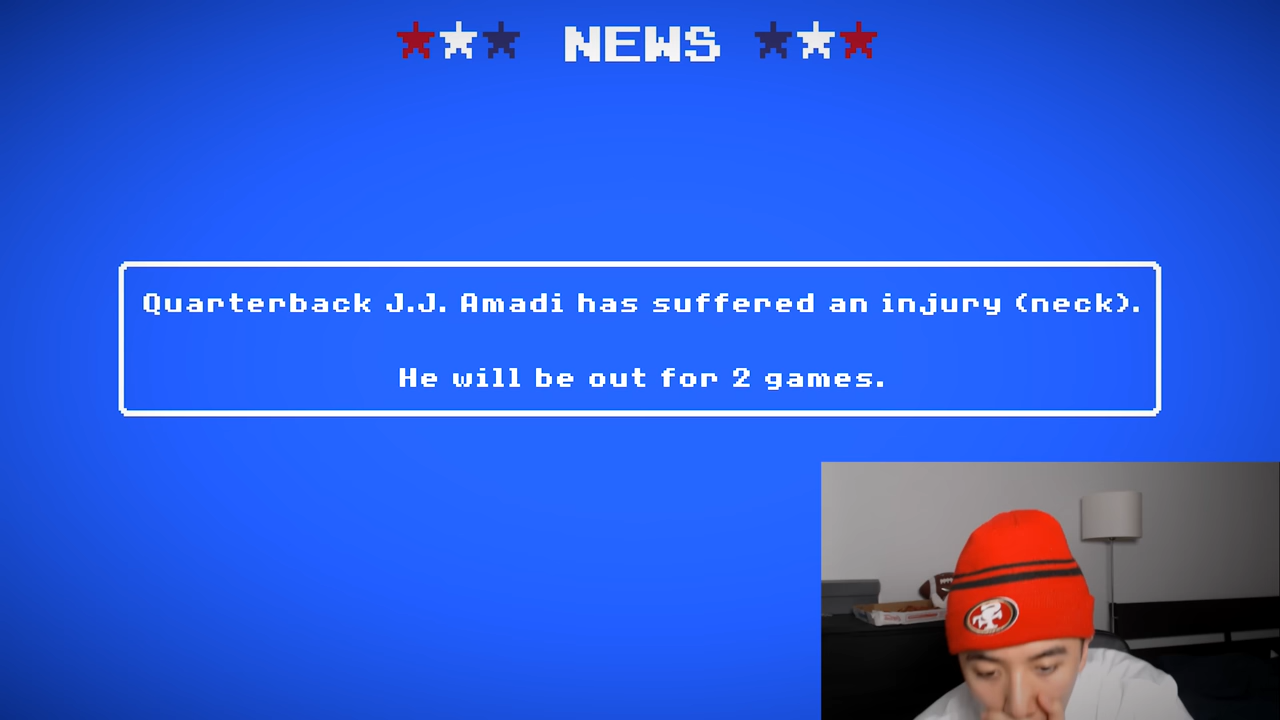 NEWS
Quarterback J.J. Amadi has suffered an injury (neck).
He will be out for 2 games.